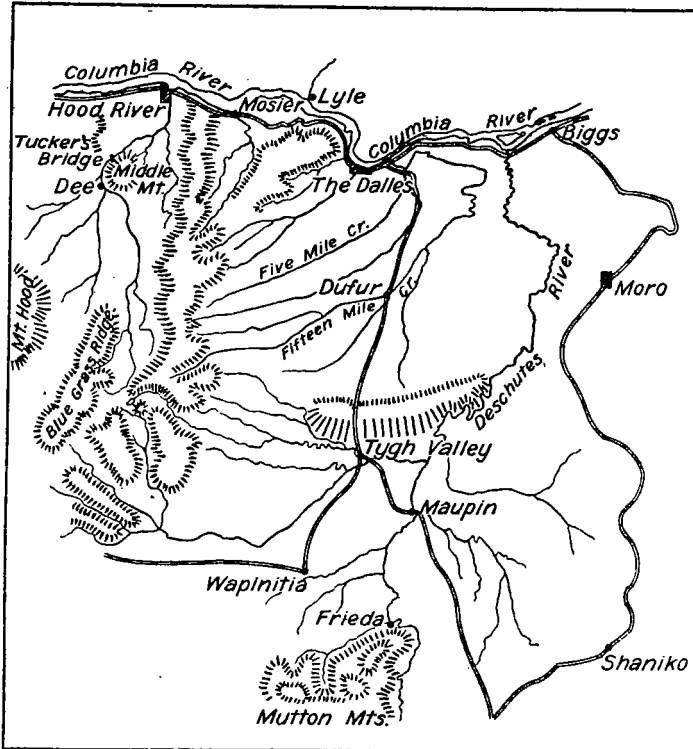 Columbia River
Lyle
Hood River
Mosier
Columbia River
Biggs
Tucker's
Bridge
Middle
Mt.
Dee
The Dalles
Five Mile Cr.
River
Mt. Hood
Dufur
Moro
Fifteen Mile Cr.
Blue Grass Ridge
Deschutes
Tygh Valley
Maupin
Wapinitia
Frieda
Shaniko
Mutton Mts.